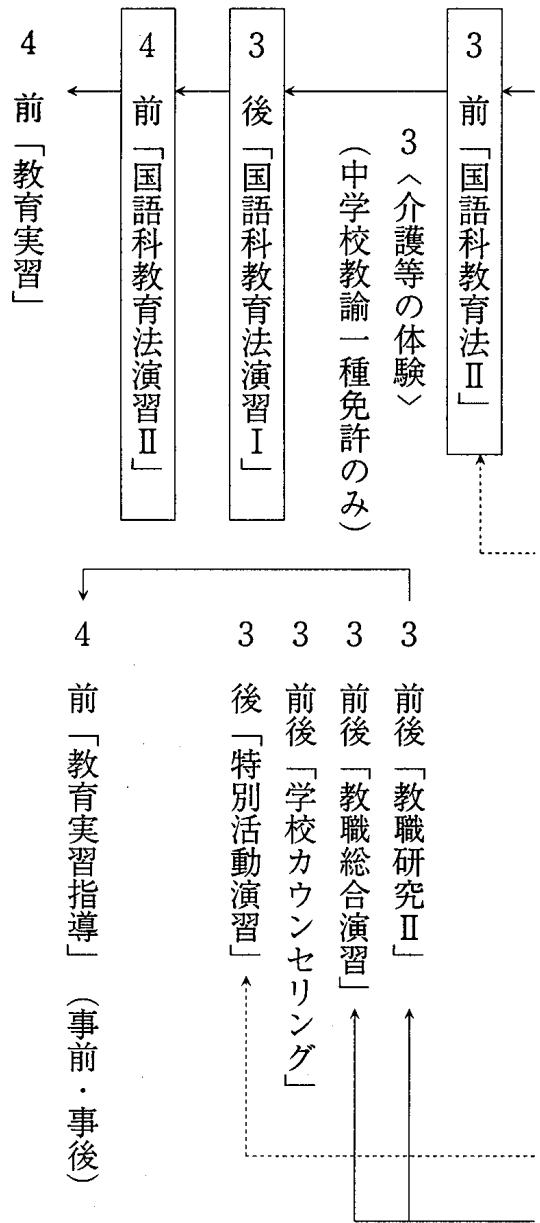 3 前「国語科教育法Ⅱ」
3〈介護等の体験〉
(中学校教諭一種免許のみ)
3 後「国語科教育法演習Ⅰ」
4 前「国語科教育法演習Ⅱ」
4 前「教育実習」
3 前後「教職研究Ⅱ」
3 前後「教職総合演習」
3 前後「学校カウンセリング」
3 後「特別活動演習」
4 前「教育実習指導」(事前・事後)